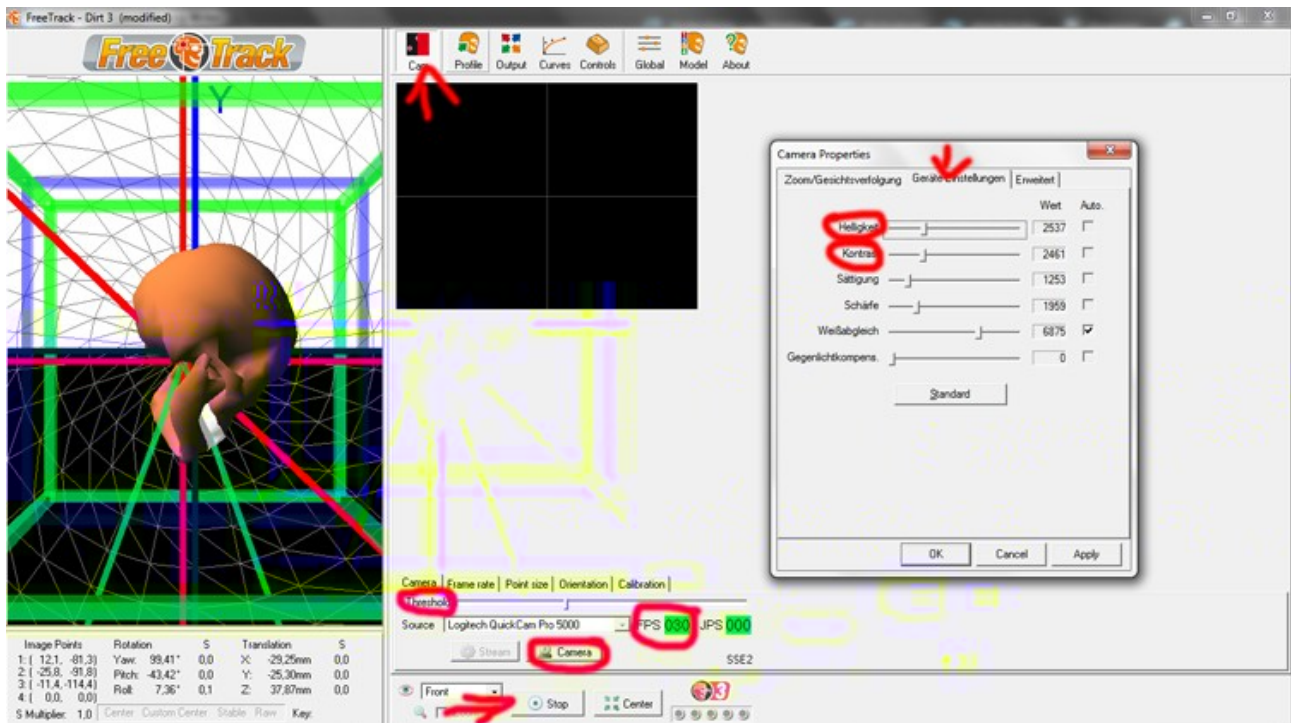 FreeTrack - Dirt 3 (modified)
FreeTrack
Cam Profile Output Curves Controls Global Model About
Y
Camera Properties
Zoom/Gesichtsverfolgung Geräte Einstellungen Erweitert
Wert Auto.
Helligkeit 2537
Kontrast 2461
Sättigung 1253
Schärfe 1959
Weißabgleich 6875
Gegenlichtkompens. 0
Standard
OK Cancel Apply
Camera Frame rate Point size Orientation Calibration
Threshold
Source Logitech QuickCam Pro 5000 FPS 030 JPS 000
Stream Camera SSE2
Image Points Rotation S Translation S
1: ( 12,1, -81,3) Yaw: 99,41° 0,0 X: -29,25mm 0,0
2: ( -25,8, -91,8) Pitch: -43,42° 0,0 Y: -25,30mm 0,0
3: ( -11,4,-114,4) Roll: 7,36° 0,1 Z: 37,87mm 0,0
4: ( 0,0, 0,0)
S Multiplier: 1,0 Center Custom Center Stable Raw Key:
Front
Stop Center